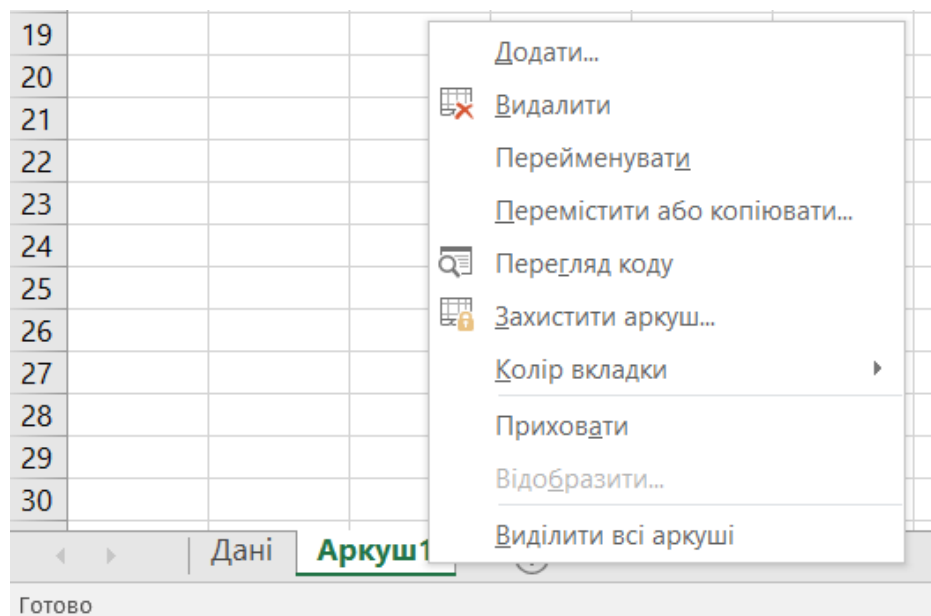 19
Додати...
20
21
Видалити
22
Перейменувати
23
Перемістити або копіювати...
24
Перегляд коду
25
26
Захистити аркуш...
27
Колір вкладки
28
Приховати
29
Відобразити...
30
Виділити всі аркуші
Дані
Аркуш1
Готово